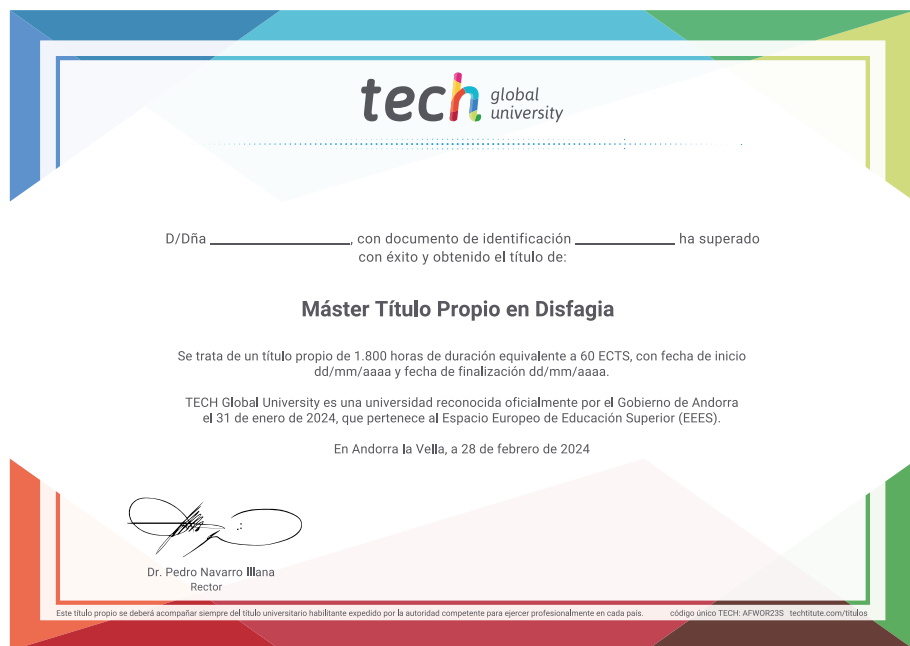 tech global
university
D/Dña ____________________, con documento de identificación ______________ ha superado
con éxito y obtenido el título de:
Máster Título Propio en Disfagia
Se trata de un título propio de 1.800 horas de duración equivalente a 60 ECTS, con fecha de inicio
dd/mm/aaaa y fecha de finalización dd/mm/aaaa.
TECH Global University es una universidad reconocida oficialmente por el Gobierno de Andorra
el 31 de enero de 2024, que pertenece al Espacio Europeo de Educación Superior (EEES).
En Andorra la Vella, a 28 de febrero de 2024
Dr. Pedro Navarro Illana
Rector
Este título propio se deberá acompañar siempre del título universitario habilitante expedido por la autoridad competente para ejercer profesionalmente en cada país. código único TECH: AFWOR23S techtitute.com/titulos